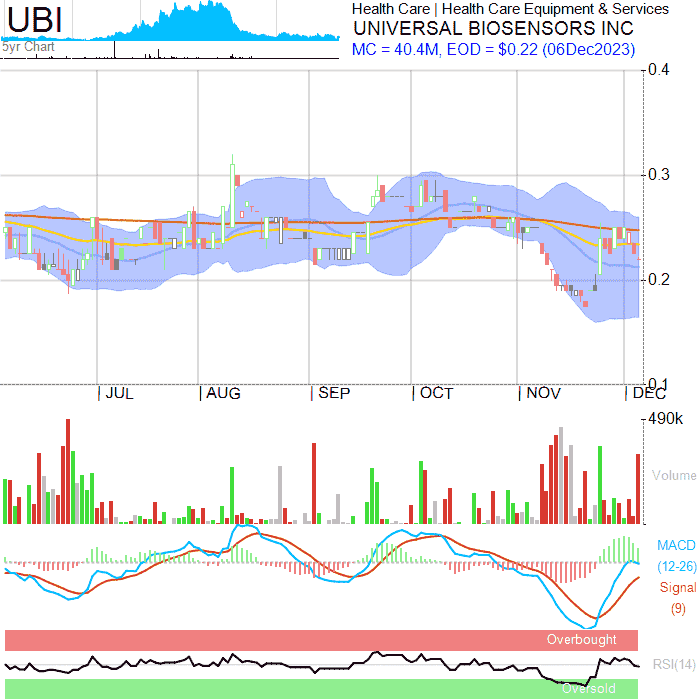 UBI
5yr Chart
Health Care | Health Care Equipment & Services
UNIVERSAL BIOSENSORS INC
MC = 40.4M, EOD = $0.22 (06Dec2023)
0.4
0.3
0.2
0.1
JUL
AUG
SEP
OCT
NOV
DEC
490k
Volume
MACD
(12-26)
Signal
(9)
Overbought
RSI(14)
Oversold